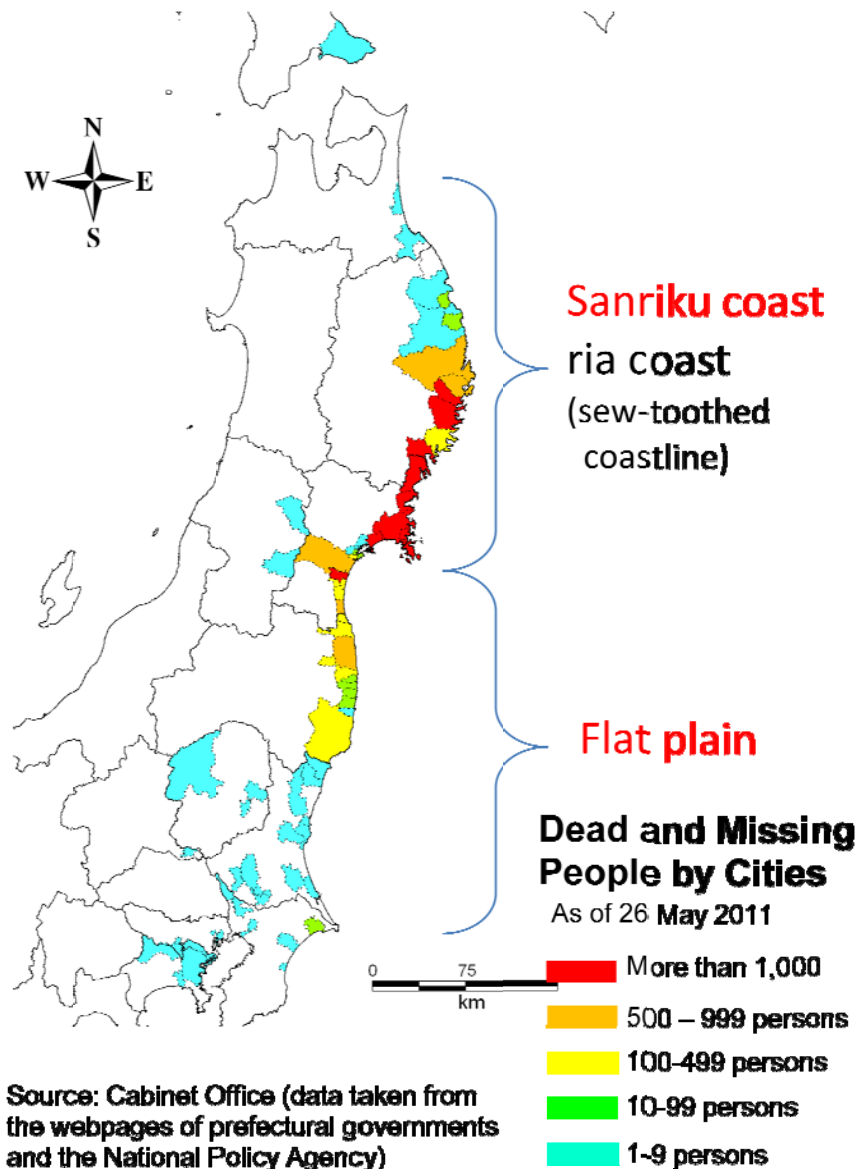 N
W E
S
Sanriku coast
ria coast
(sew-toothed
coastline)
Flat plain
Dead and Missing
People by Cities
As of 26 May 2011
0 75
km
More than 1,000
500 – 999 persons
100-499 persons
10-99 persons
1-9 persons
Source: Cabinet Office (data taken from
the webpages of prefectural governments
and the National Policy Agency)